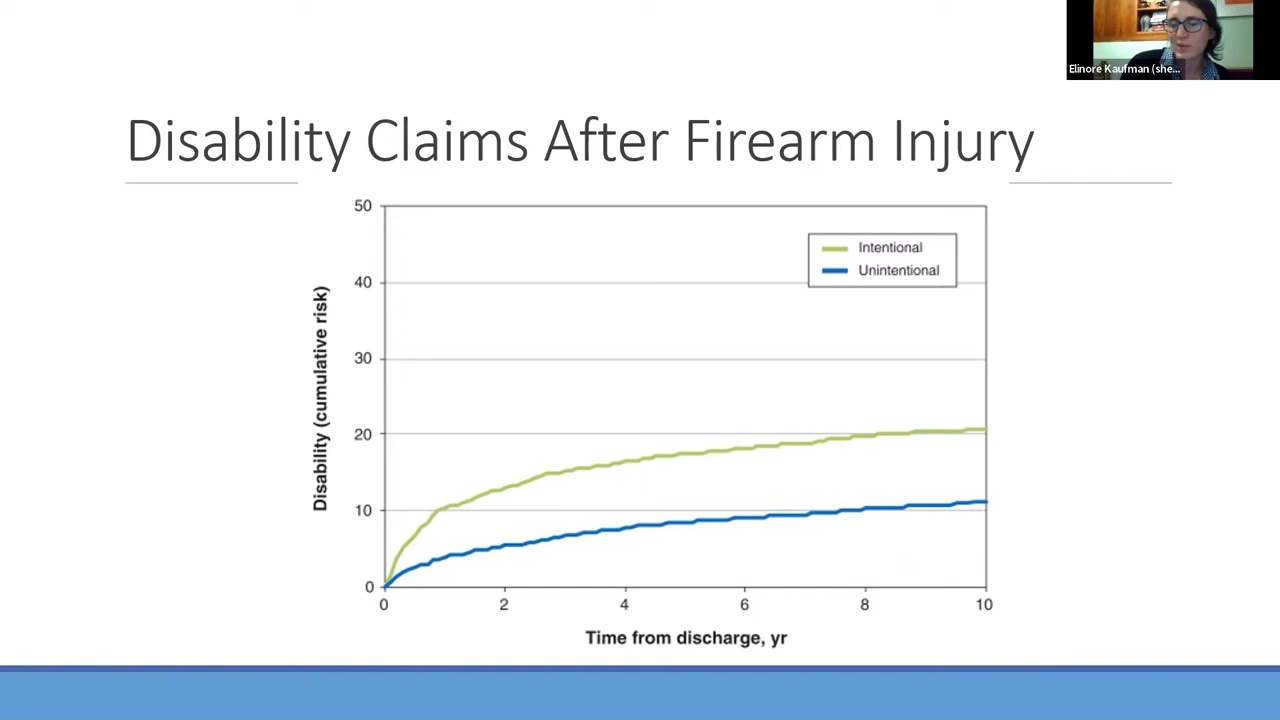 Elinore Kaufman (she...
Disability Claims After Firearm Injury
50
40
30
20
10
0
Disability (cumulative risk)
Intentional
Unintentional
0 2 4 6 8 10
Time from discharge, yr